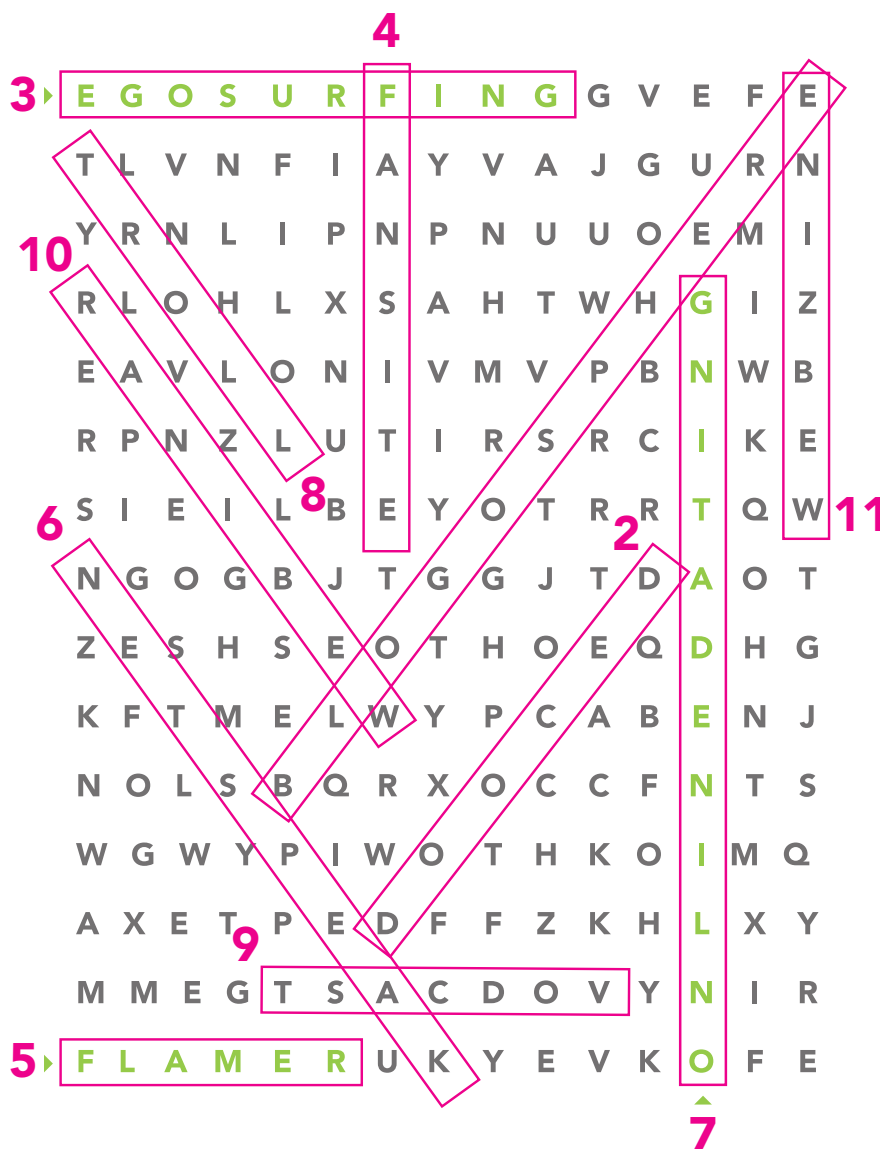 4
3 E G O S U R F I N G G V E F E
T L V N F I A Y V A J G U R N
Y R N L I P N P N U U O E M I
10
R L O H L X S A H T W H G I Z
E A V L O N I V M V P B N W B
R P N Z L U T I R S R C I K E
S I E I L B E Y O T R R T Q W
8
6
11
2
N G O G B J T G G J T D A O T
Z E S H S E O T H O E Q D H G
K F T M E L W Y P C A B E N J
N O L S B Q R X O C C F N T S
W G W Y P I W O T H K O I M Q
A X E T P E D F F Z K H L X Y
9
M M E G T S A C D O V Y N I R
5 F L A M E R U K Y E V K O F E
7